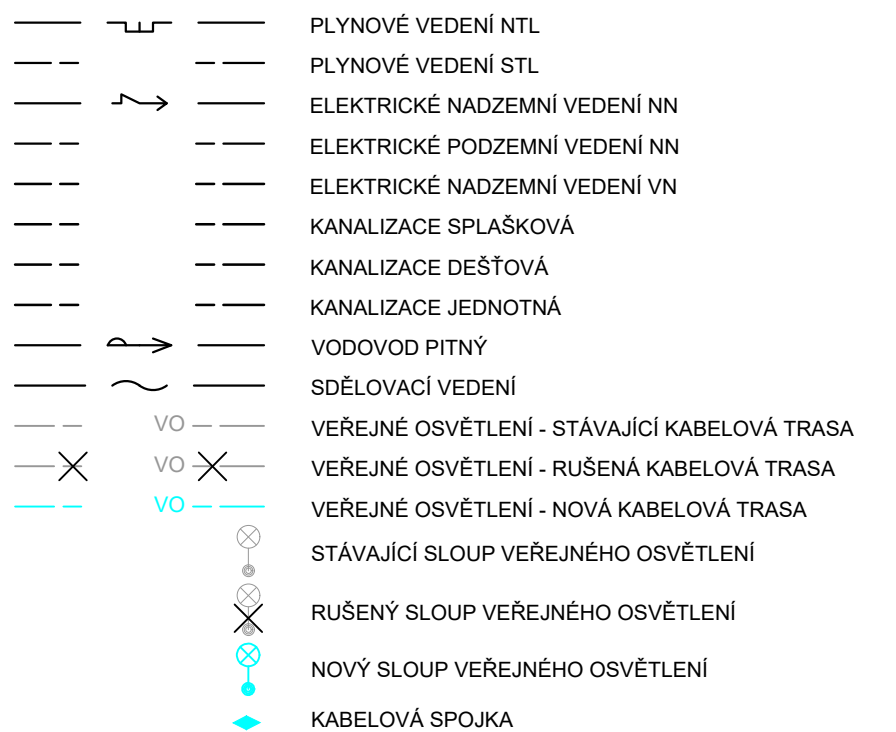 PLYNOVÉ VEDENÍ NTL
PLYNOVÉ VEDENÍ STL
ELEKTRICKÉ NADZEMNÍ VEDENÍ NN
ELEKTRICKÉ PODZEMNÍ VEDENÍ NN
ELEKTRICKÉ NADZEMNÍ VEDENÍ VN
KANALIZACE SPLAŠKOVÁ
KANALIZACE DEŠŤOVÁ
KANALIZACE JEDNOTNÁ
VODOVOD PITNÝ
SDĚLOVACÍ VEDENÍ
VO VEŘEJNÉ OSVĚTLENÍ - STÁVAJÍCÍ KABELOVÁ TRASA
VO VEŘEJNÉ OSVĚTLENÍ - RUŠENÁ KABELOVÁ TRASA
VO VEŘEJNÉ OSVĚTLENÍ - NOVÁ KABELOVÁ TRASA
STÁVAJÍCÍ SLOUP VEŘEJNÉHO OSVĚTLENÍ
RUŠENÝ SLOUP VEŘEJNÉHO OSVĚTLENÍ
NOVÝ SLOUP VEŘEJNÉHO OSVĚTLENÍ
KABELOVÁ SPOJKA